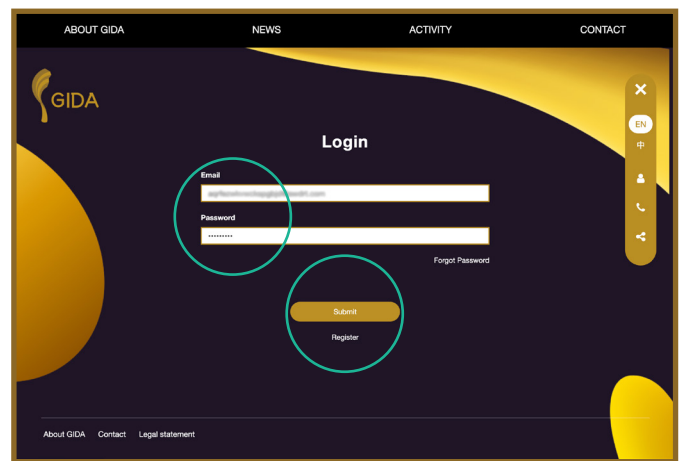 ABOUT GIDA NEWS ACTIVITY CONTACT
GIDA
EN
中
Login
Email
Password
Forgot Password
Submit
Register
About GIDA Contact Legal statement